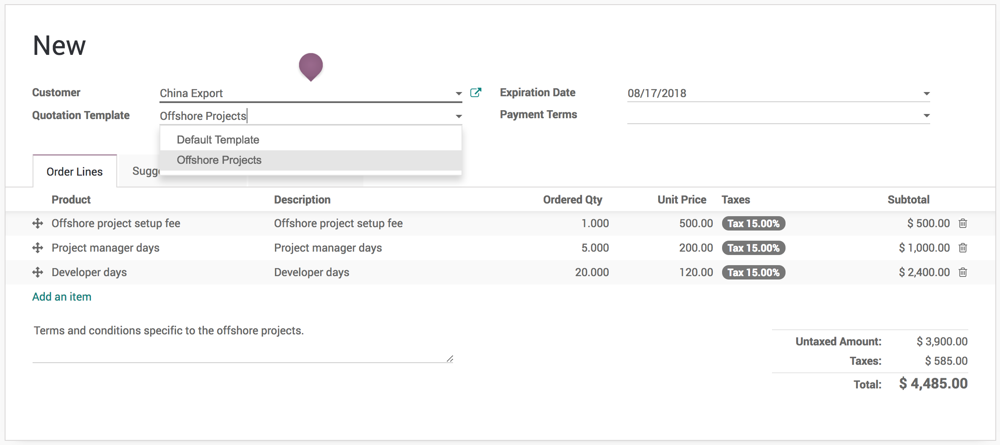 New
Customer China Export Expiration Date 08/17/2018
Quotation Template Offshore Projects Payment Terms
Default Template
Offshore Projects
Order Lines
Product Description Ordered Qty Unit Price Taxes Subtotal
Offshore project setup fee Offshore project setup fee 1.000 500.00 Tax 15.00% $ 500.00
Project manager days Project manager days 5.000 200.00 Tax 15.00% $ 1,000.00
Developer days Developer days 20.000 120.00 Tax 15.00% $ 2,400.00
Add an item
Terms and conditions specific to the offshore projects.
Untaxed Amount: $ 3,900.00
Taxes: $ 585.00
Total: $ 4,485.00